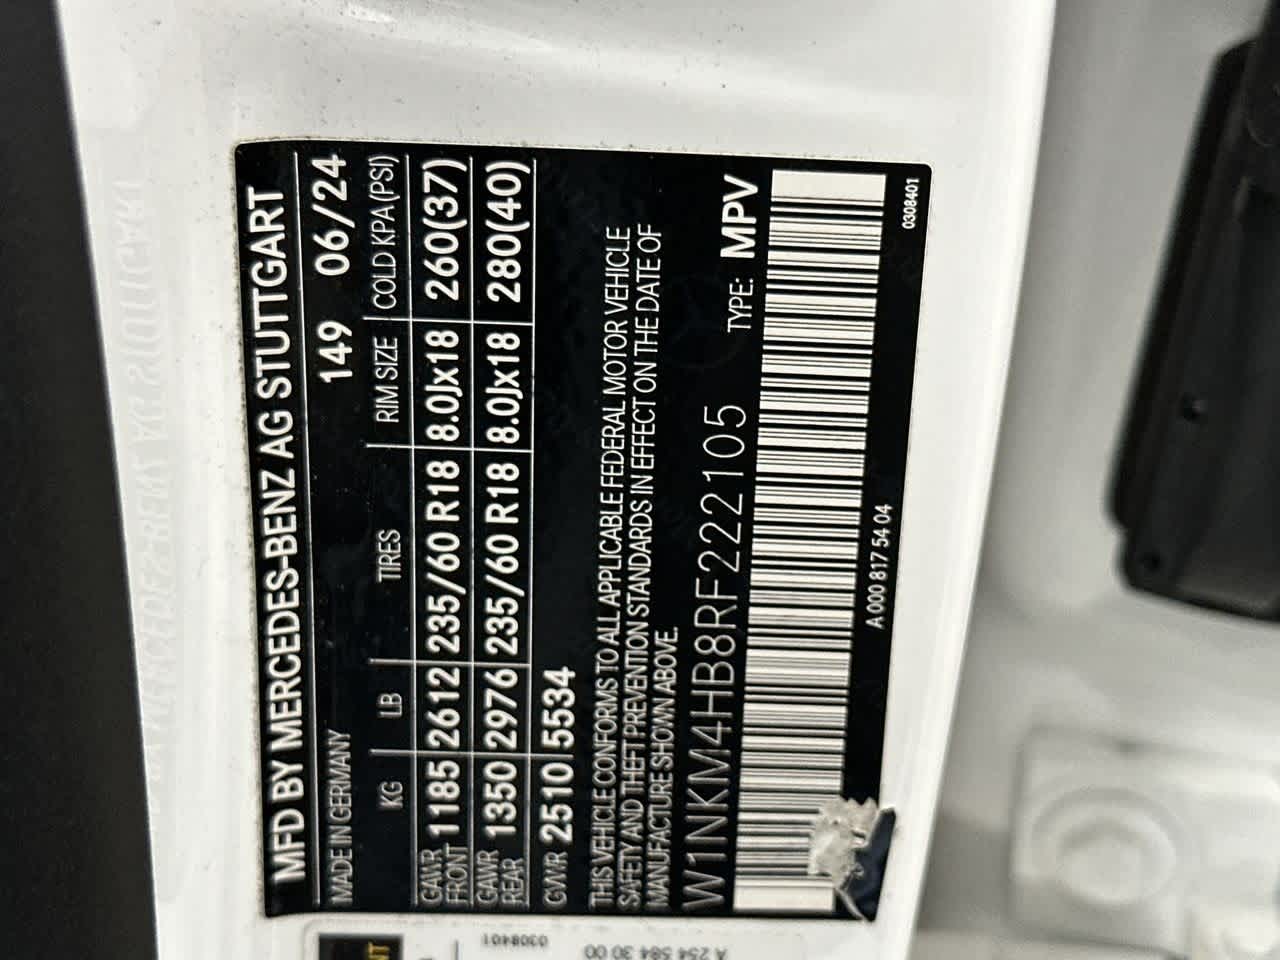 MFD BY MERCEDES-BENZ AG STUTTGART
MADE IN GERMANY 149 06/24
KG LB TIRES RIM SIZE COLD KPA(PSI)
GAWR FRONT 1185 2612 235/60 R18 8.0Jx18 260(37)
GAWR REAR 1350 2976 235/60 R18 8.0Jx18 280(40)
GVWR 2510 5534
THIS VEHICLE CONFORMS TO ALL APPLICABLE FEDERAL MOTOR VEHICLE
SAFETY AND THEFT PREVENTION STANDARDS IN EFFECT ON THE DATE OF
MANUFACTURE SHOWN ABOVE.
W1NKM4HB8RF222105 TYPE: MPV
A 000 817 54 04
0308401
0308401
A 254 584 30 00